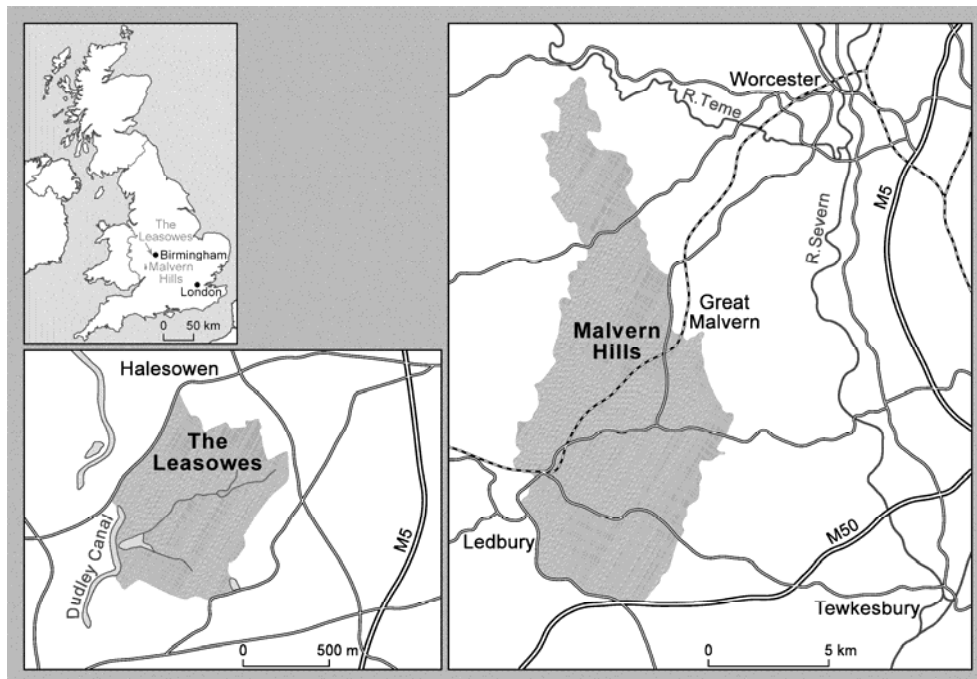 The
Leasowes
Birmingham
Malvern
Hills
London
0 50 km
Halesowen
The
Leasowes
Dudley Canal
M5
0 500 m
Worcester
R.Teme
M5
R.Severn
Great
Malvern
Malvern
Hills
Ledbury
M50
Tewkesbury
0 5 km